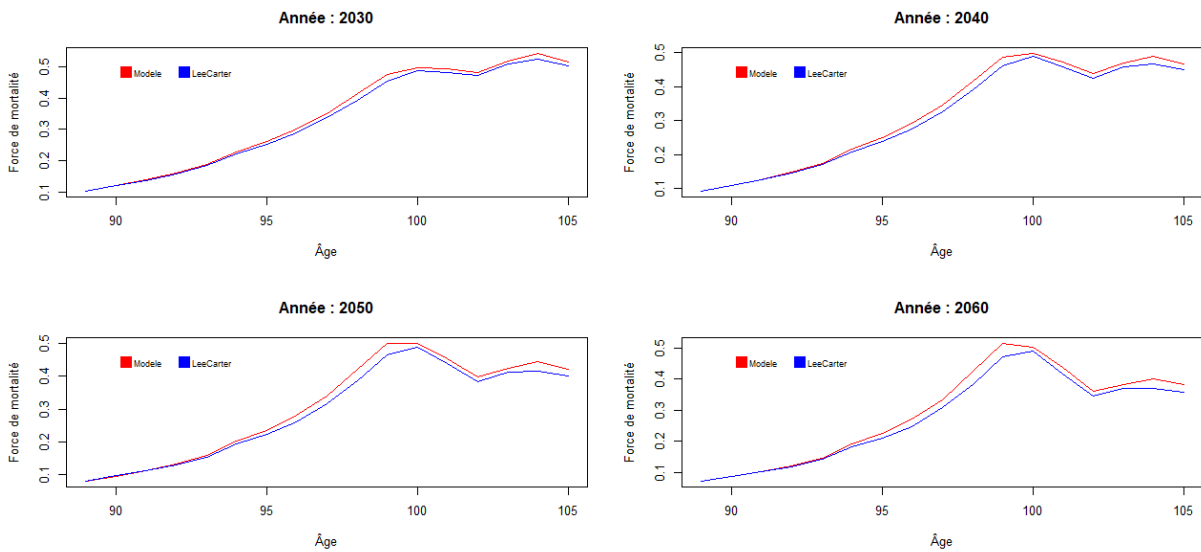 Année : 2030
Modele LeeCarter
Force de mortalité
0.1 0.2 0.3 0.4 0.5
90 95 100 105
Âge
Année : 2040
Modele LeeCarter
Force de mortalité
0.1 0.2 0.3 0.4 0.5
90 95 100 105
Âge
Année : 2050
Modele LeeCarter
Force de mortalité
0.1 0.2 0.3 0.4 0.5
90 95 100 105
Âge
Année : 2060
Modele LeeCarter
Force de mortalité
0.1 0.2 0.3 0.4 0.5
90 95 100 105
Âge